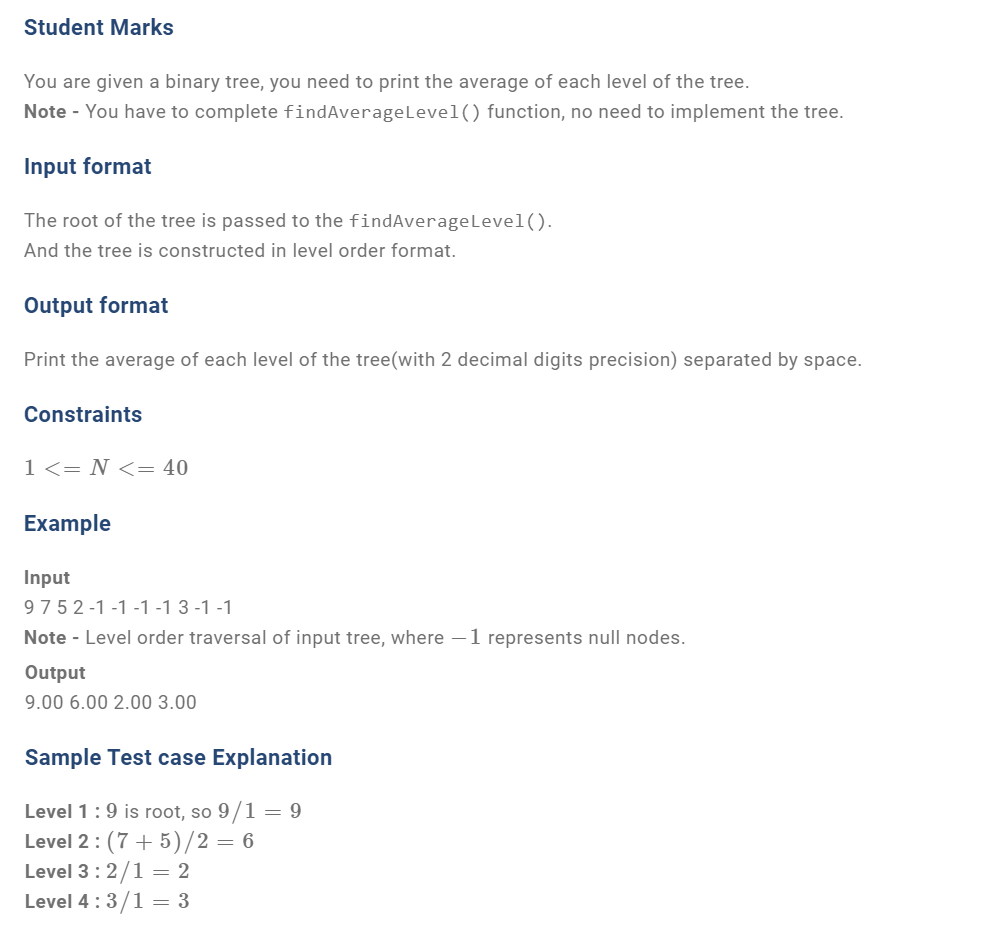 Student Marks
You are given a binary tree, you need to print the average of each level of the tree.
Note - You have to complete findAverageLevel() function, no need to implement the tree.
Input format
The root of the tree is passed to the findAverageLevel().
And the tree is constructed in level order format.
Output format
Print the average of each level of the tree(with 2 decimal digits precision) separated by space.
Constraints
1 <= N <= 40
Example
Input
9 7 5 2 -1 -1 -1 -1 3 -1 -1
Note - Level order traversal of input tree, where −1 represents null nodes.
Output
9.00 6.00 2.00 3.00
Sample Test case Explanation
Level 1 : 9 is root, so 9/1 = 9
Level 2 : (7 + 5)/2 = 6
Level 3 : 2/1 = 2
Level 4 : 3/1 = 3